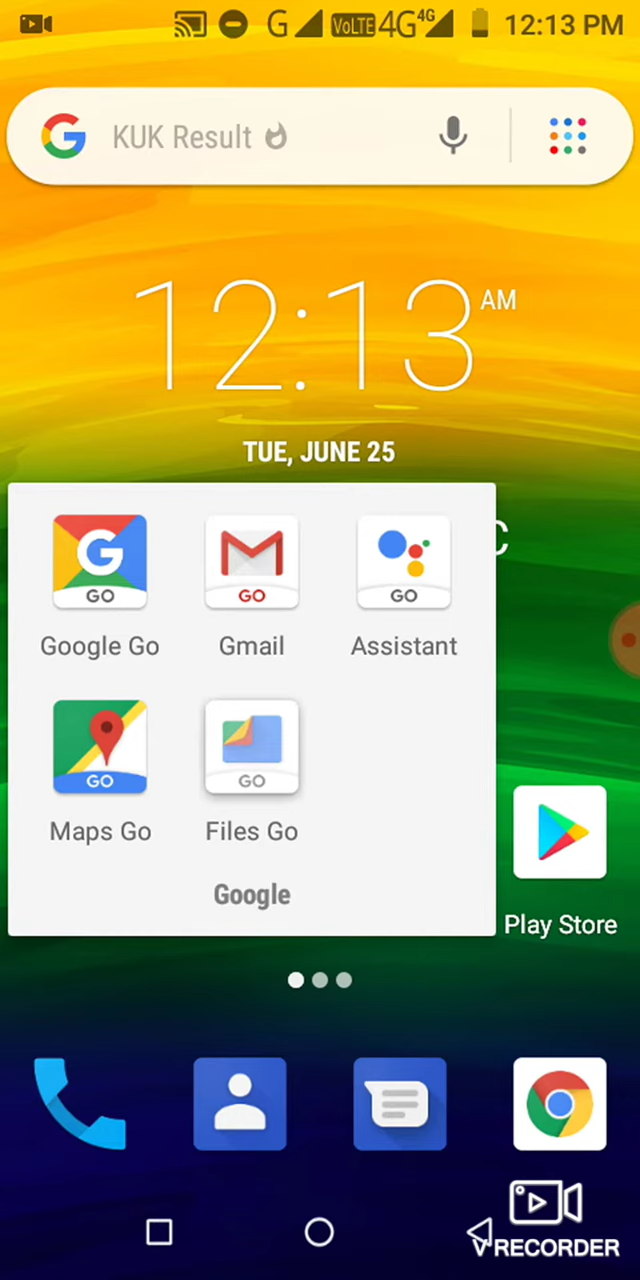 G VoLTE 4G 4G 12:13 PM
KUK Result
12:13 AM
TUE, JUNE 25
C
GO GO GO
Google Go Gmail Assistant
GO GO
Maps Go Files Go
Google
Play Store
VRECORDER